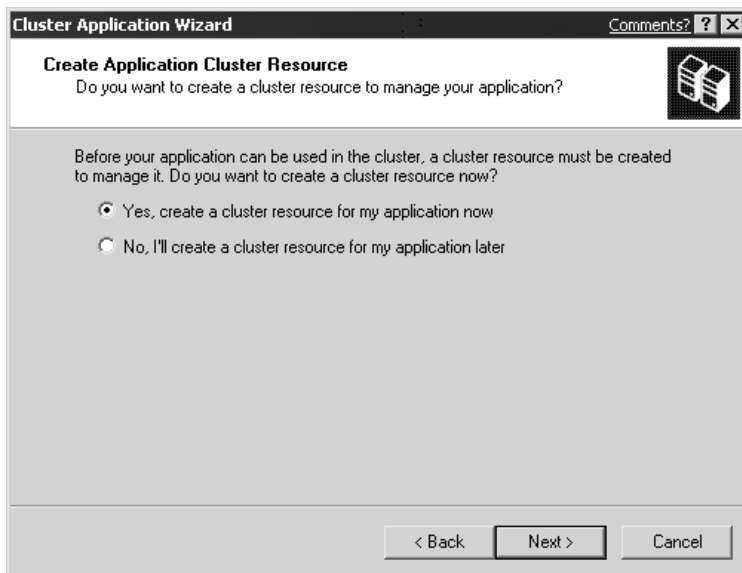 Cluster Application Wizard
Comments? ? X
Create Application Cluster Resource
Do you want to create a cluster resource to manage your application?
Before your application can be used in the cluster, a cluster resource must be created
to manage it. Do you want to create a cluster resource now?
Yes, create a cluster resource for my application now
No, I'll create a cluster resource for my application later
< Back
Next >
Cancel